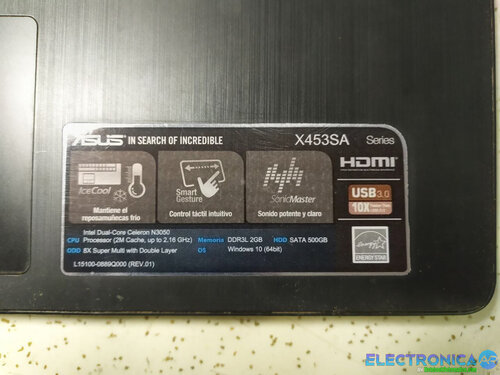 ASUS IN SEARCH OF INCREDIBLE
X453SA Series
IceCool
Mantiene el
reposamuñecas frío
Smart
Gesture
Control táctil intuitivo
SonicMaster
Sonido potente y claro
HDMI
USB 3.0
10X
ENERGY STAR
Intel Dual-Core Celeron N3050
CPU Processor (2M Cache, up to 2.16 GHz) Memoria DDR3L 2GB HDD SATA 500GB
ODD 8X Super Multi with Double Layer OS Windows 10 (64bit)
L15100-0889Q000 (REV.01)
ELECTRONICA